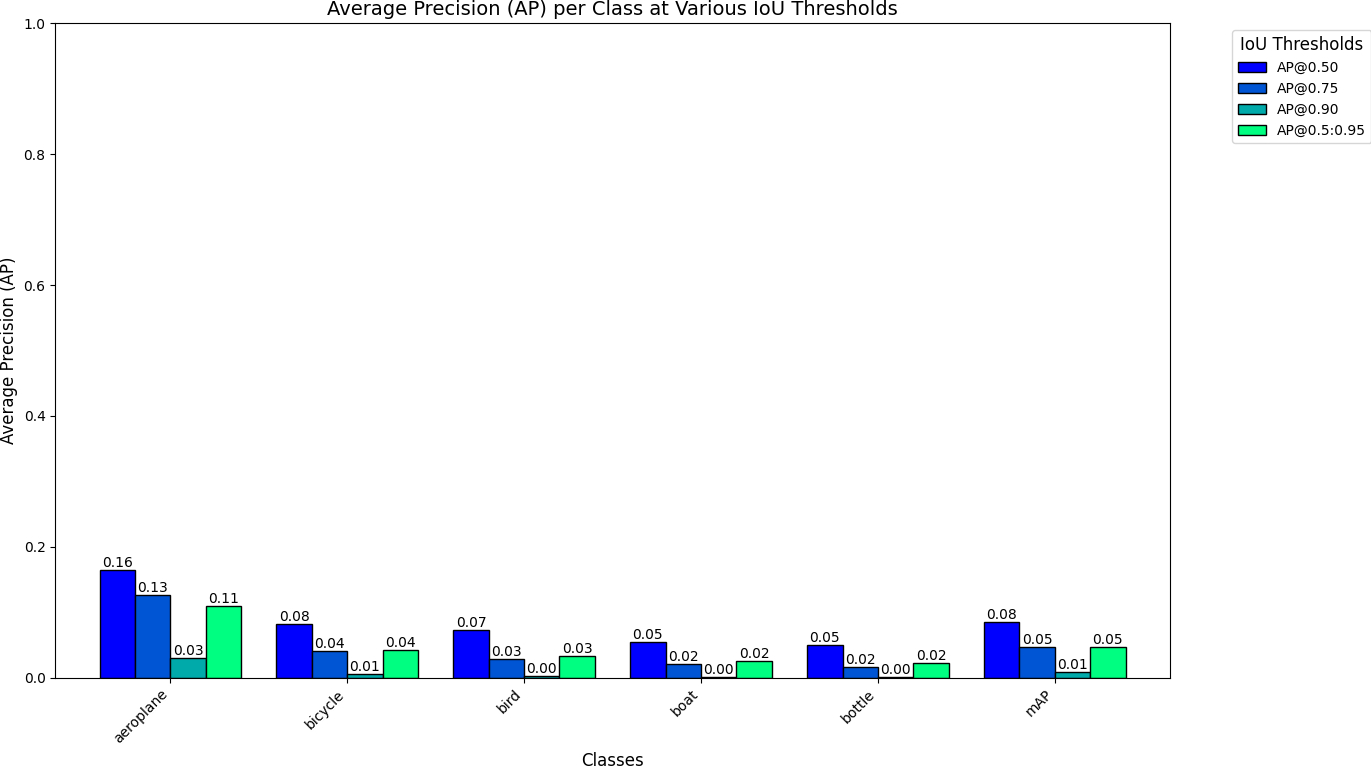 Average Precision (AP) per Class at Various IoU Thresholds
1.0
0.8
0.6
0.4
0.2
0.0
Average Precision (AP)
0.16
0.13
0.03
0.11
0.08
0.04
0.01
0.04
0.07
0.03
0.00
0.03
0.05
0.02
0.00
0.02
0.05
0.02
0.00
0.02
0.08
0.05
0.01
0.05
aeroplane
bicycle
bird
boat
bottle
mAP
Classes
IoU Thresholds
AP@0.50
AP@0.75
AP@0.90
AP@0.5:0.95